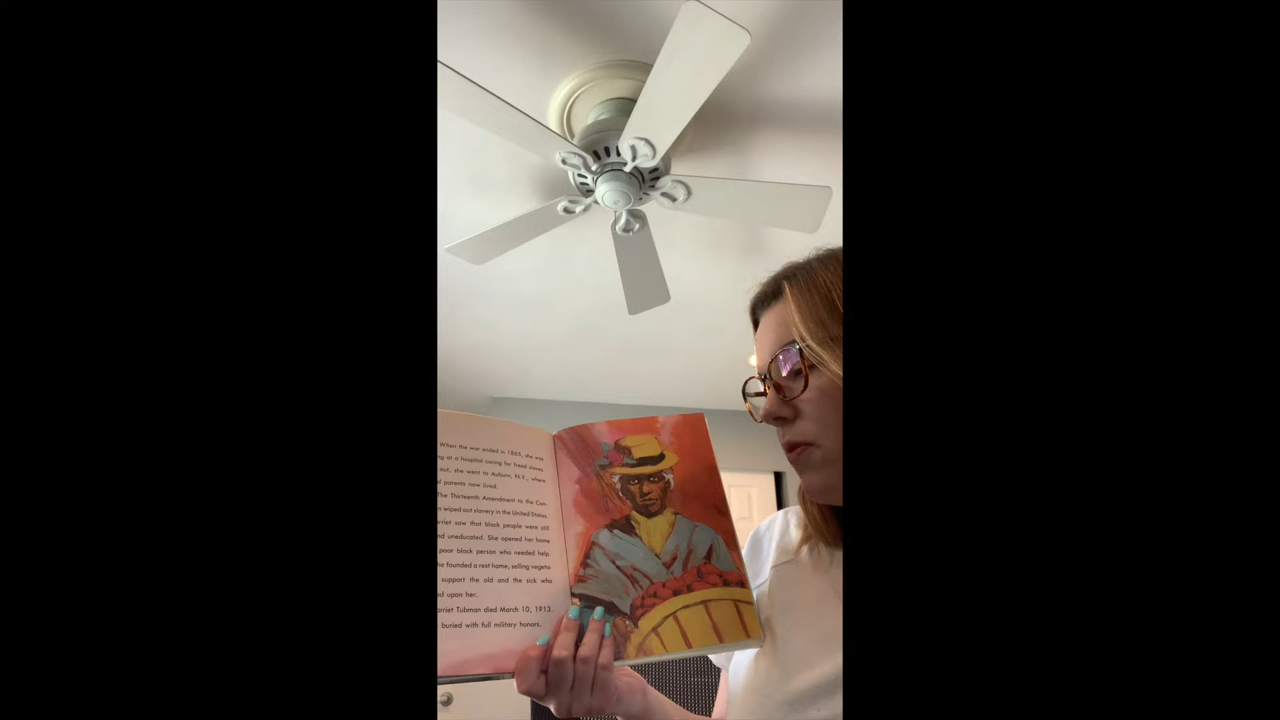 When the war ended in 1865, she was
ng at a hospital caring for freed slaves.
out, she went to Auburn, N.Y., where
d parents now lived.
The Thirteenth Amendment to the Con-
n wiped out slavery in the United States.
rriet saw that black people were still
nd uneducated. She opened her home
poor black person who needed help.
he founded a rest home, selling vegeta-
support the old and the sick who
ed upon her.
arriet Tubman died March 10, 1913.
buried with full military honors.